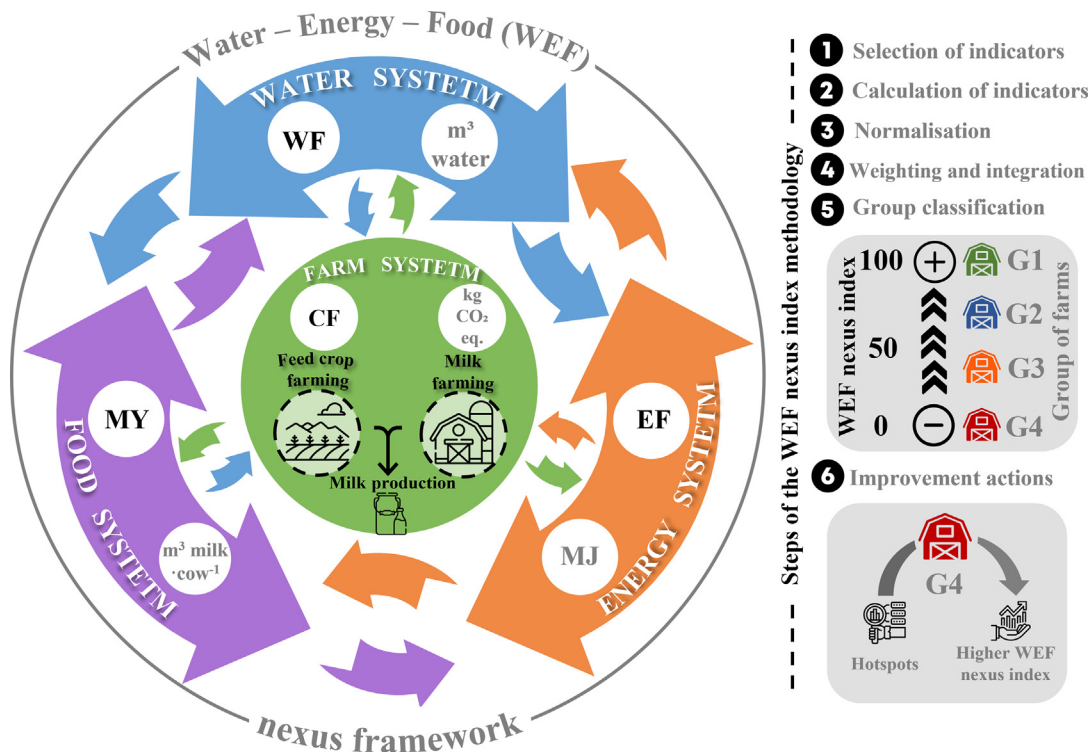 Water – Energy – Food (WEF)
WATER SYSTETM
WF
m³
water
FARM SYSTETM
CF
kg
CO₂
eq.
Feed crop
farming
Milk
farming
Milk production
MY
FOOD SYSTETM
m³ milk
·cow⁻¹
EF
MJ
ENERGY SYSTETM
nexus framework
Steps of the WEF nexus index methodology
1 Selection of indicators
2 Calculation of indicators
3 Normalisation
4 Weighting and integration
5 Group classification
WEF nexus index
100
50
0
+
−
G1
G2
G3
G4
Group of farms
6 Improvement actions
G4
Hotspots
Higher WEF
nexus index